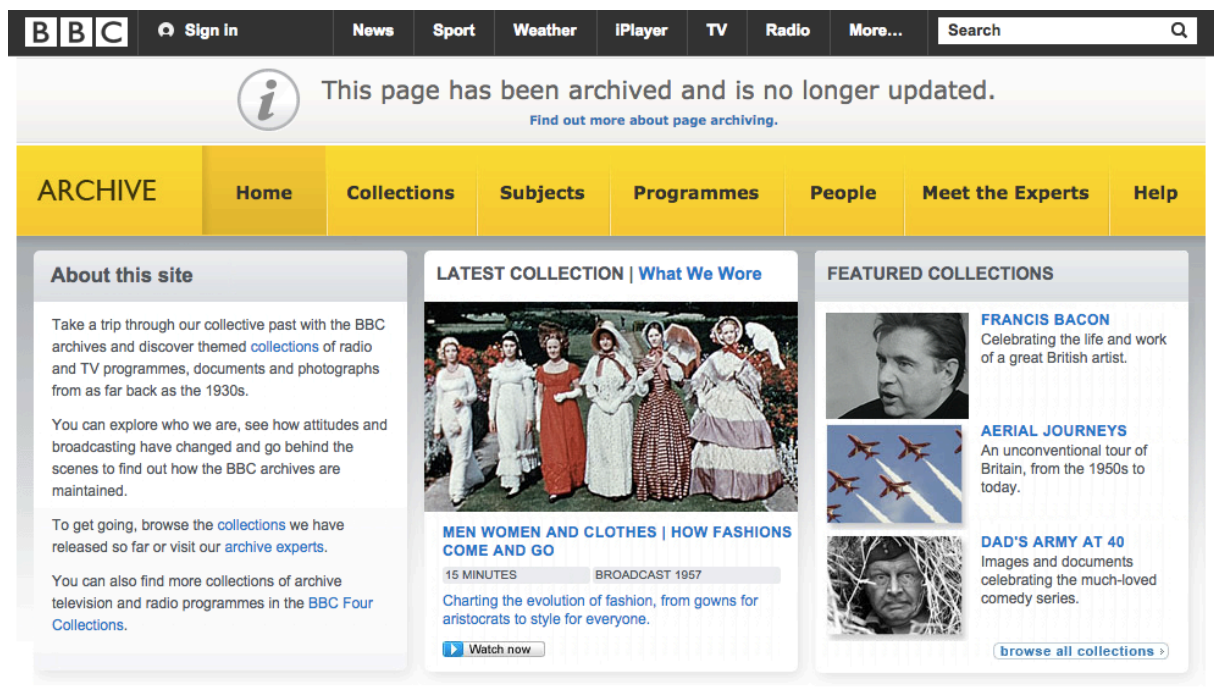 BBC Sign in News Sport Weather iPlayer TV Radio More... Search
This page has been archived and is no longer updated.
Find out more about page archiving.
ARCHIVE Home Collections Subjects Programmes People Meet the Experts Help
About this site
Take a trip through our collective past with the BBC
archives and discover themed collections of radio
and TV programmes, documents and photographs
from as far back as the 1930s.
You can explore who we are, see how attitudes and
broadcasting have changed and go behind the
scenes to find out how the BBC archives are
maintained.
To get going, browse the collections we have
released so far or visit our archive experts.
You can also find more collections of archive
television and radio programmes in the BBC Four
Collections.
LATEST COLLECTION | What We Wore
MEN WOMEN AND CLOTHES | HOW FASHIONS
COME AND GO
15 MINUTES BROADCAST 1957
Charting the evolution of fashion, from gowns for
aristocrats to style for everyone.
Watch now
FEATURED COLLECTIONS
FRANCIS BACON
Celebrating the life and work
of a great British artist.
AERIAL JOURNEYS
An unconventional tour of
Britain, from the 1950s to
today.
DAD'S ARMY AT 40
Images and documents
celebrating the much-loved
comedy series.
browse all collections